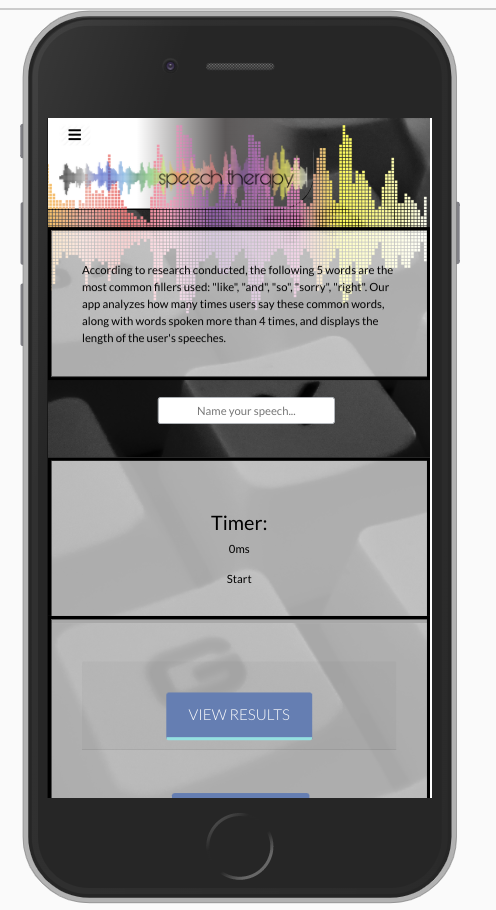 speech therapy
According to research conducted, the following 5 words are the
most common fillers used: "like", "and", "so", "sorry", "right". Our
app analyzes how many times users say these common words,
along with words spoken more than 4 times, and displays the
length of the user's speeches.
Name your speech...
Timer:
0ms
Start
G
VIEW RESULTS